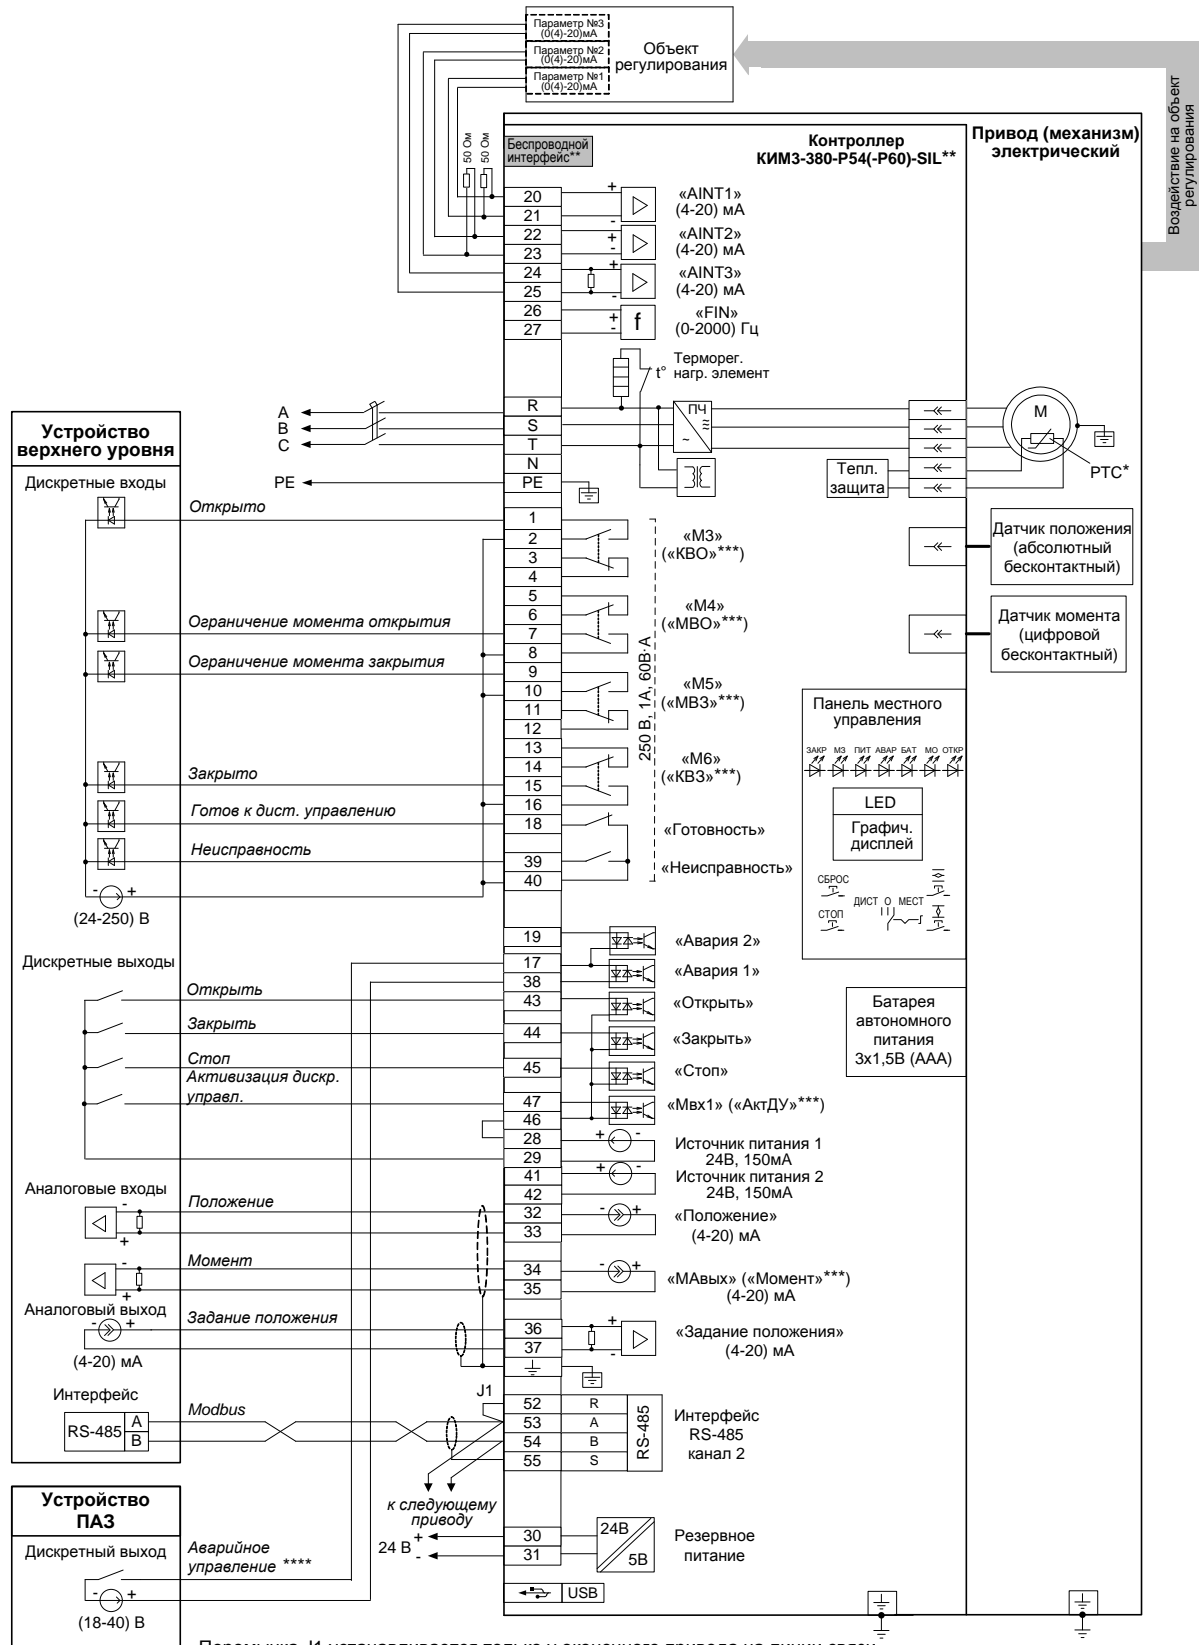 Параметр №3
(0(4)-20)мА
Параметр №2
(0(4)-20)мА
Параметр №1
(0(4)-20)мА
Объект
регулирования
Воздействие на объект
регулирования
50 Ом
50 Ом
Беспроводной
интерфейс**
Контроллер
КИМ3-380-Р54(-Р60)-SIL**
Привод (механизм)
электрический
20
21
22
23
24
25
26
27
+
-
«AINT1»
(4-20) мА
+
-
«AINT2»
(4-20) мА
+
-
«AINT3»
(4-20) мА
+
-
f
«FIN»
(0-2000) Гц
t°
Терморег.
нагр. элемент
A
B
C
PE
R
S
T
N
PE
ПЧ
≈
~
Тепл.
защита
М
РТС*
Устройство
верхнего уровня
Дискретные входы
Открыто
Ограничение момента открытия
Ограничение момента закрытия
Закрыто
Готов к дист. управлению
Неисправность
- +
(24-250) В
1
2
3
4
5
6
7
8
9
10
11
12
13
14
15
16
18
39
40
250 В, 1А, 60В·А
«М3»
(«КВО»***)
«М4»
(«МВО»***)
«М5»
(«МВЗ»***)
«М6»
(«КВЗ»***)
«Готовность»
«Неисправность»
Датчик положения
(абсолютный
бесконтактный)
Датчик момента
(цифровой
бесконтактный)
Панель местного
управления
ЗАКР МЗ ПИТ АВАР БАТ МО ОТКР
LED
Графич.
дисплей
СБРОС
СТОП
ДИСТ О МЕСТ
Батарея
автономного
питания
3х1,5В (ААА)
Дискретные выходы
Открыть
Закрыть
Стоп
Активизация дискр.
управл.
19
17
38
43
44
45
47
46
28
29
41
42
32
33
34
35
36
37
«Авария 2»
«Авария 1»
«Открыть»
«Закрыть»
«Стоп»
«Мвх1» («АктДУ»***)
+ -
Источник питания 1
24В, 150мА
+ -
Источник питания 2
24В, 150мА
- +
«Положение»
(4-20) мА
- +
«МАвых» («Момент»***)
(4-20) мА
+
-
«Задание положения»
(4-20) мА
Аналоговые входы
Положение
-
+
Момент
-
+
Аналоговый выход
Задание положения
- +
(4-20) мА
Интерфейс
RS-485
A
B
Modbus
J1
52 R
53 A
54 B
55 S
RS-485
Интерфейс
RS-485
канал 2
к следующему
приводу
24 В
+
-
30
31
24В
5В
Резервное
питание
USB
Устройство
ПАЗ
Дискретный выход
Аварийное
управление ****
- +
(18-40) В